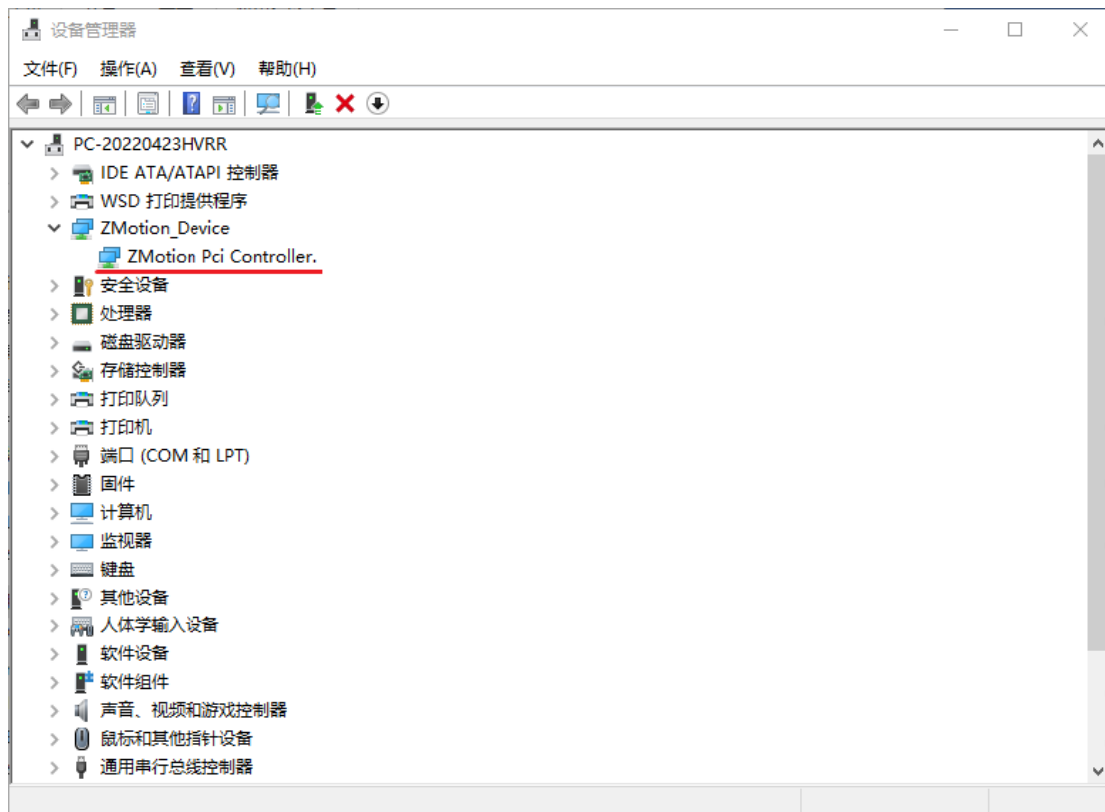 设备管理器
文件(F) 操作(A) 查看(V) 帮助(H)
PC-20220423HVRR
IDE ATA/ATAPI 控制器
WSD 打印提供程序
ZMotion_Device
ZMotion Pci Controller.
安全设备
处理器
磁盘驱动器
存储控制器
打印队列
打印机
端口 (COM 和 LPT)
固件
计算机
监视器
键盘
其他设备
人体学输入设备
软件设备
软件组件
声音、视频和游戏控制器
鼠标和其他指针设备
通用串行总线控制器